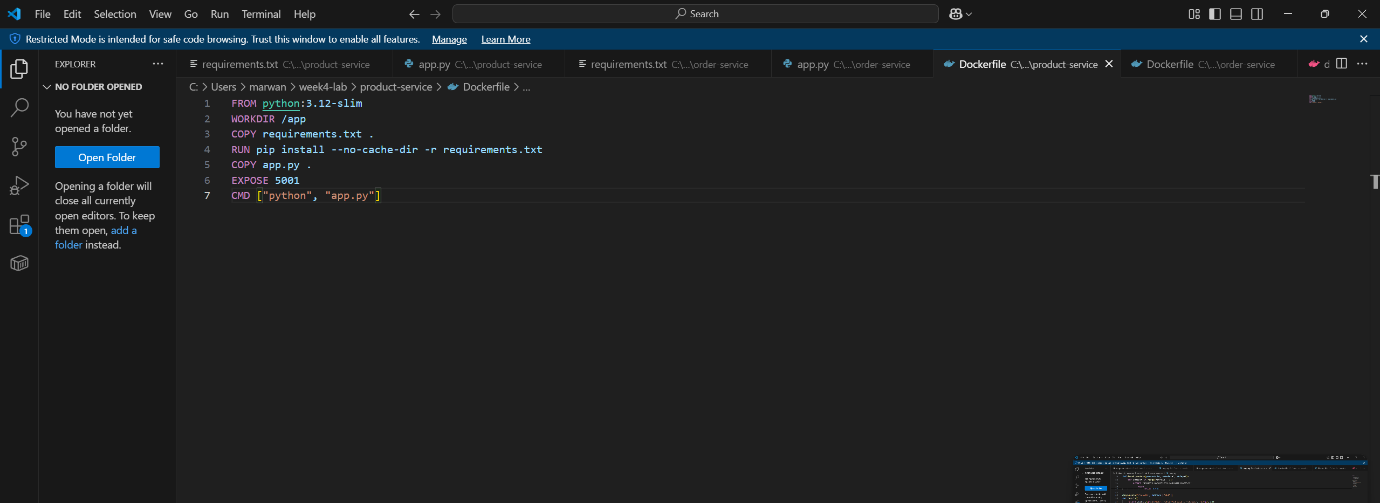 File Edit Selection View Go Run Terminal Help Search
Restricted Mode is intended for safe code browsing. Trust this window to enable all features. Manage Learn More
EXPLORER
requirements.txt C:\...\product-service app.py C:\...\product-service requirements.txt C:\...\order-service app.py C:\...\order-service Dockerfile C:\...\product-service Dockerfile C:\...\order-service d
NO FOLDER OPENED
C: > Users > marwan > week4-lab > product-service > Dockerfile > ...
You have not yet
opened a folder.
Open Folder
Opening a folder will
close all currently
open editors. To keep
them open, add a
folder instead.
1
1 FROM python:3.12-slim
2 WORKDIR /app
3 COPY requirements.txt .
4 RUN pip install --no-cache-dir -r requirements.txt
5 COPY app.py .
6 EXPOSE 5001
7 CMD ["python", "app.py"]